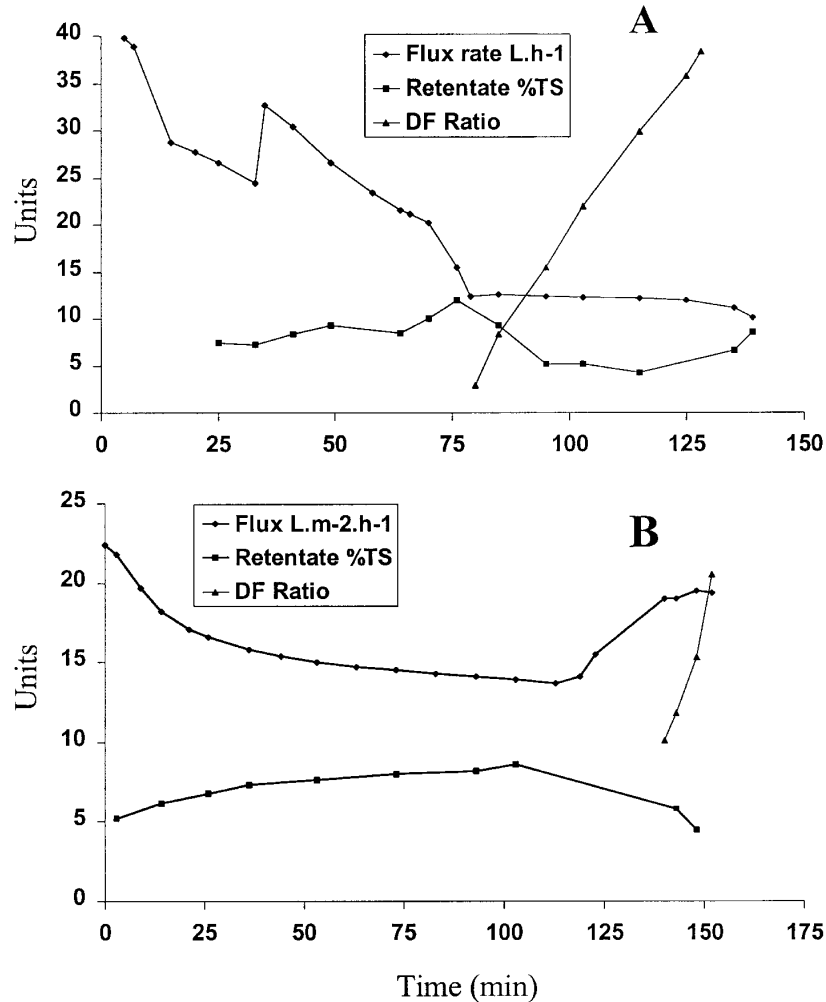 A
Flux rate L.h-1
Retentate %TS
DF Ratio
Units
40
35
30
25
20
15
10
5
0
0 25 50 75 100 125 150
B
Flux L.m-2.h-1
Retentate %TS
DF Ratio
Units
25
20
15
10
5
0
0 25 50 75 100 125 150 175
Time (min)